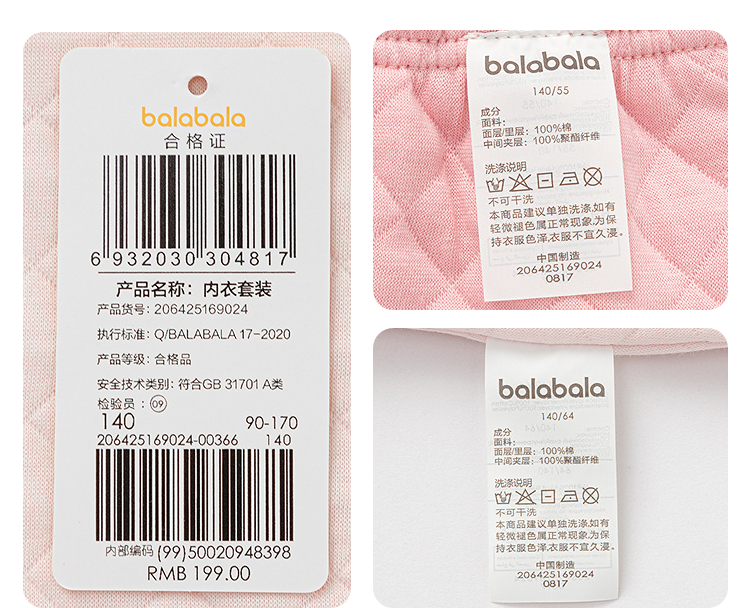 balabala
合格证
6 932030 304817
产品名称：内衣套装
产品货号: 206425169024
执行标准: Q/BALABALA 17-2020
产品等级: 合格品
安全技术类别: 符合GB 31701 A类
检验员 : 09
140 90-170
206425169024-00366 140
内部编码 (99)50020948398
RMB 199.00
balabala
140/55
成分
面料:
面层/里层: 100%棉
中间夹层: 100%聚酯纤维
洗涤说明
不可干洗
本商品建议单独洗涤,如有
轻微褪色属正常现象,为保
持衣服色泽,衣服不宜久浸。
中国制造
206425169024
0817
balabala
140/64
成分
面料:
面层/里层: 100%棉
中间夹层: 100%聚酯纤维
洗涤说明
不可干洗
本商品建议单独洗涤,如有
轻微褪色属正常现象,为保
持衣服色泽,衣服不宜久浸。
中国制造
206425169024
0817